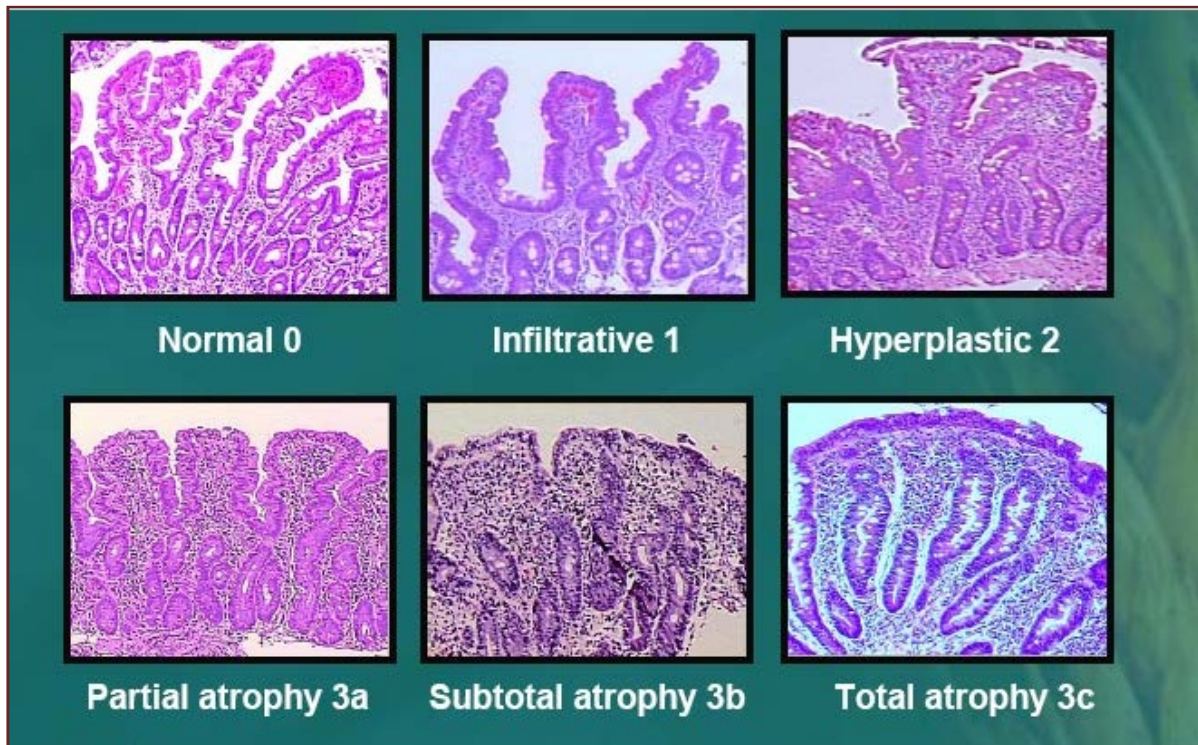 Normal 0
Infiltrative 1
Hyperplastic 2
Partial atrophy 3a
Subtotal atrophy 3b
Total atrophy 3c